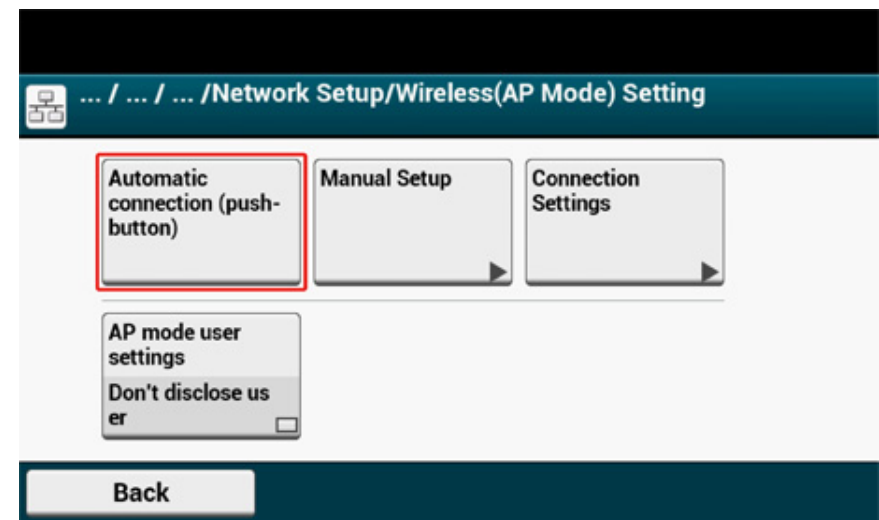 ... / ... / ... /Network Setup/Wireless(AP Mode) Setting
Automatic
connection (push-
button)
Manual Setup
Connection
Settings
AP mode user
settings
Don't disclose us
er
Back